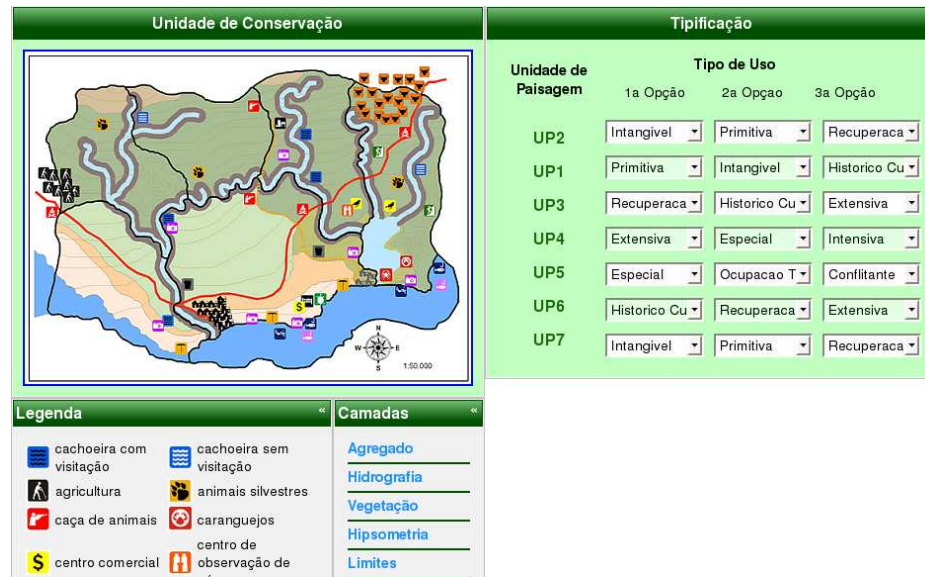 Unidade de Conservação
N
W
E
S
1:50.000
Tipificação
Unidade de
Paisagem
Tipo de Uso
1a Opção 2a Opçao 3a Opção
UP2 Intangivel Primitiva Recuperaca
UP1 Primitiva Intangivel Historico Cu
UP3 Recuperaca Historico Cu Extensiva
UP4 Extensiva Especial Intensiva
UP5 Especial Ocupacao T Conflitante
UP6 Historico Cu Recuperaca Extensiva
UP7 Intangivel Primitiva Recuperaca
Legenda «
cachoeira com
visitação
cachoeira sem
visitação
agricultura
animais silvestres
caça de animais
caranguejos
$ centro comercial
centro de
observação de
Camadas «
Agregado
Hidrografia
Vegetação
Hipsometria
Limites